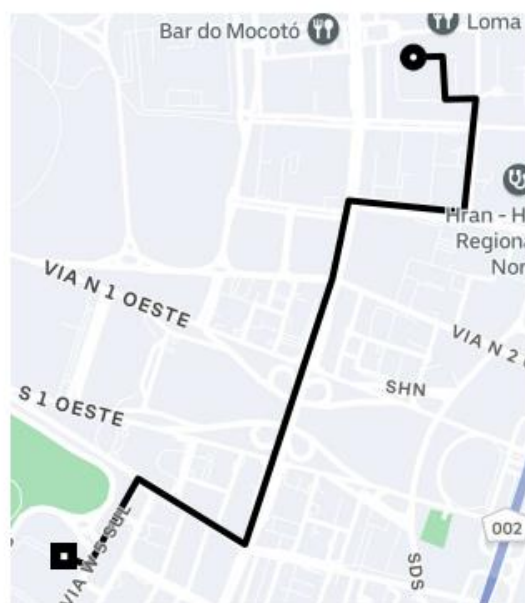 Bar do Mocotó
Loma
Hran - H
Regiona
Nor
VIA N 1 OESTE
VIA N 2
SHN
S 1 OESTE
002
VIA W 5 SUL
SDS